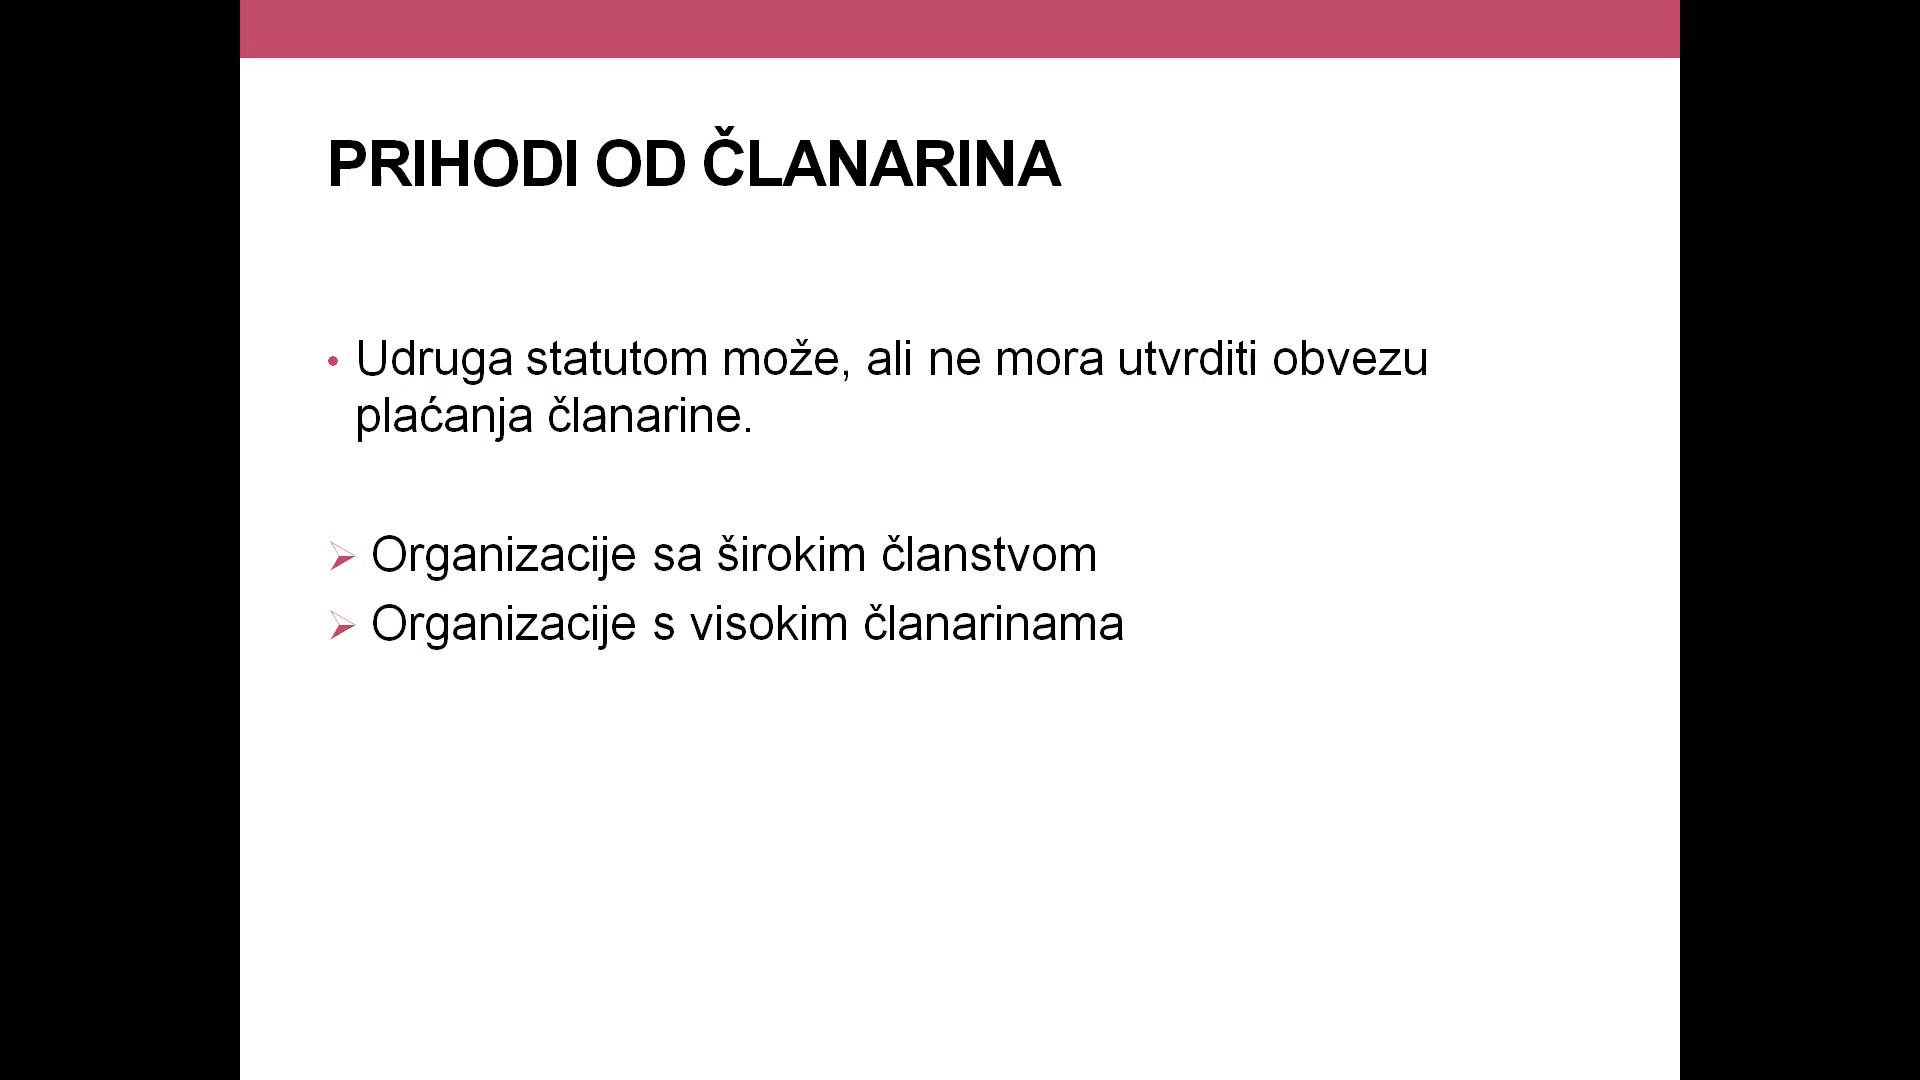 PRIHODI OD ČLANARINA
• Udruga statutom može, ali ne mora utvrditi obvezu
plaćanja članarine.
➢ Organizacije sa širokim članstvom
➢ Organizacije s visokim članarinama